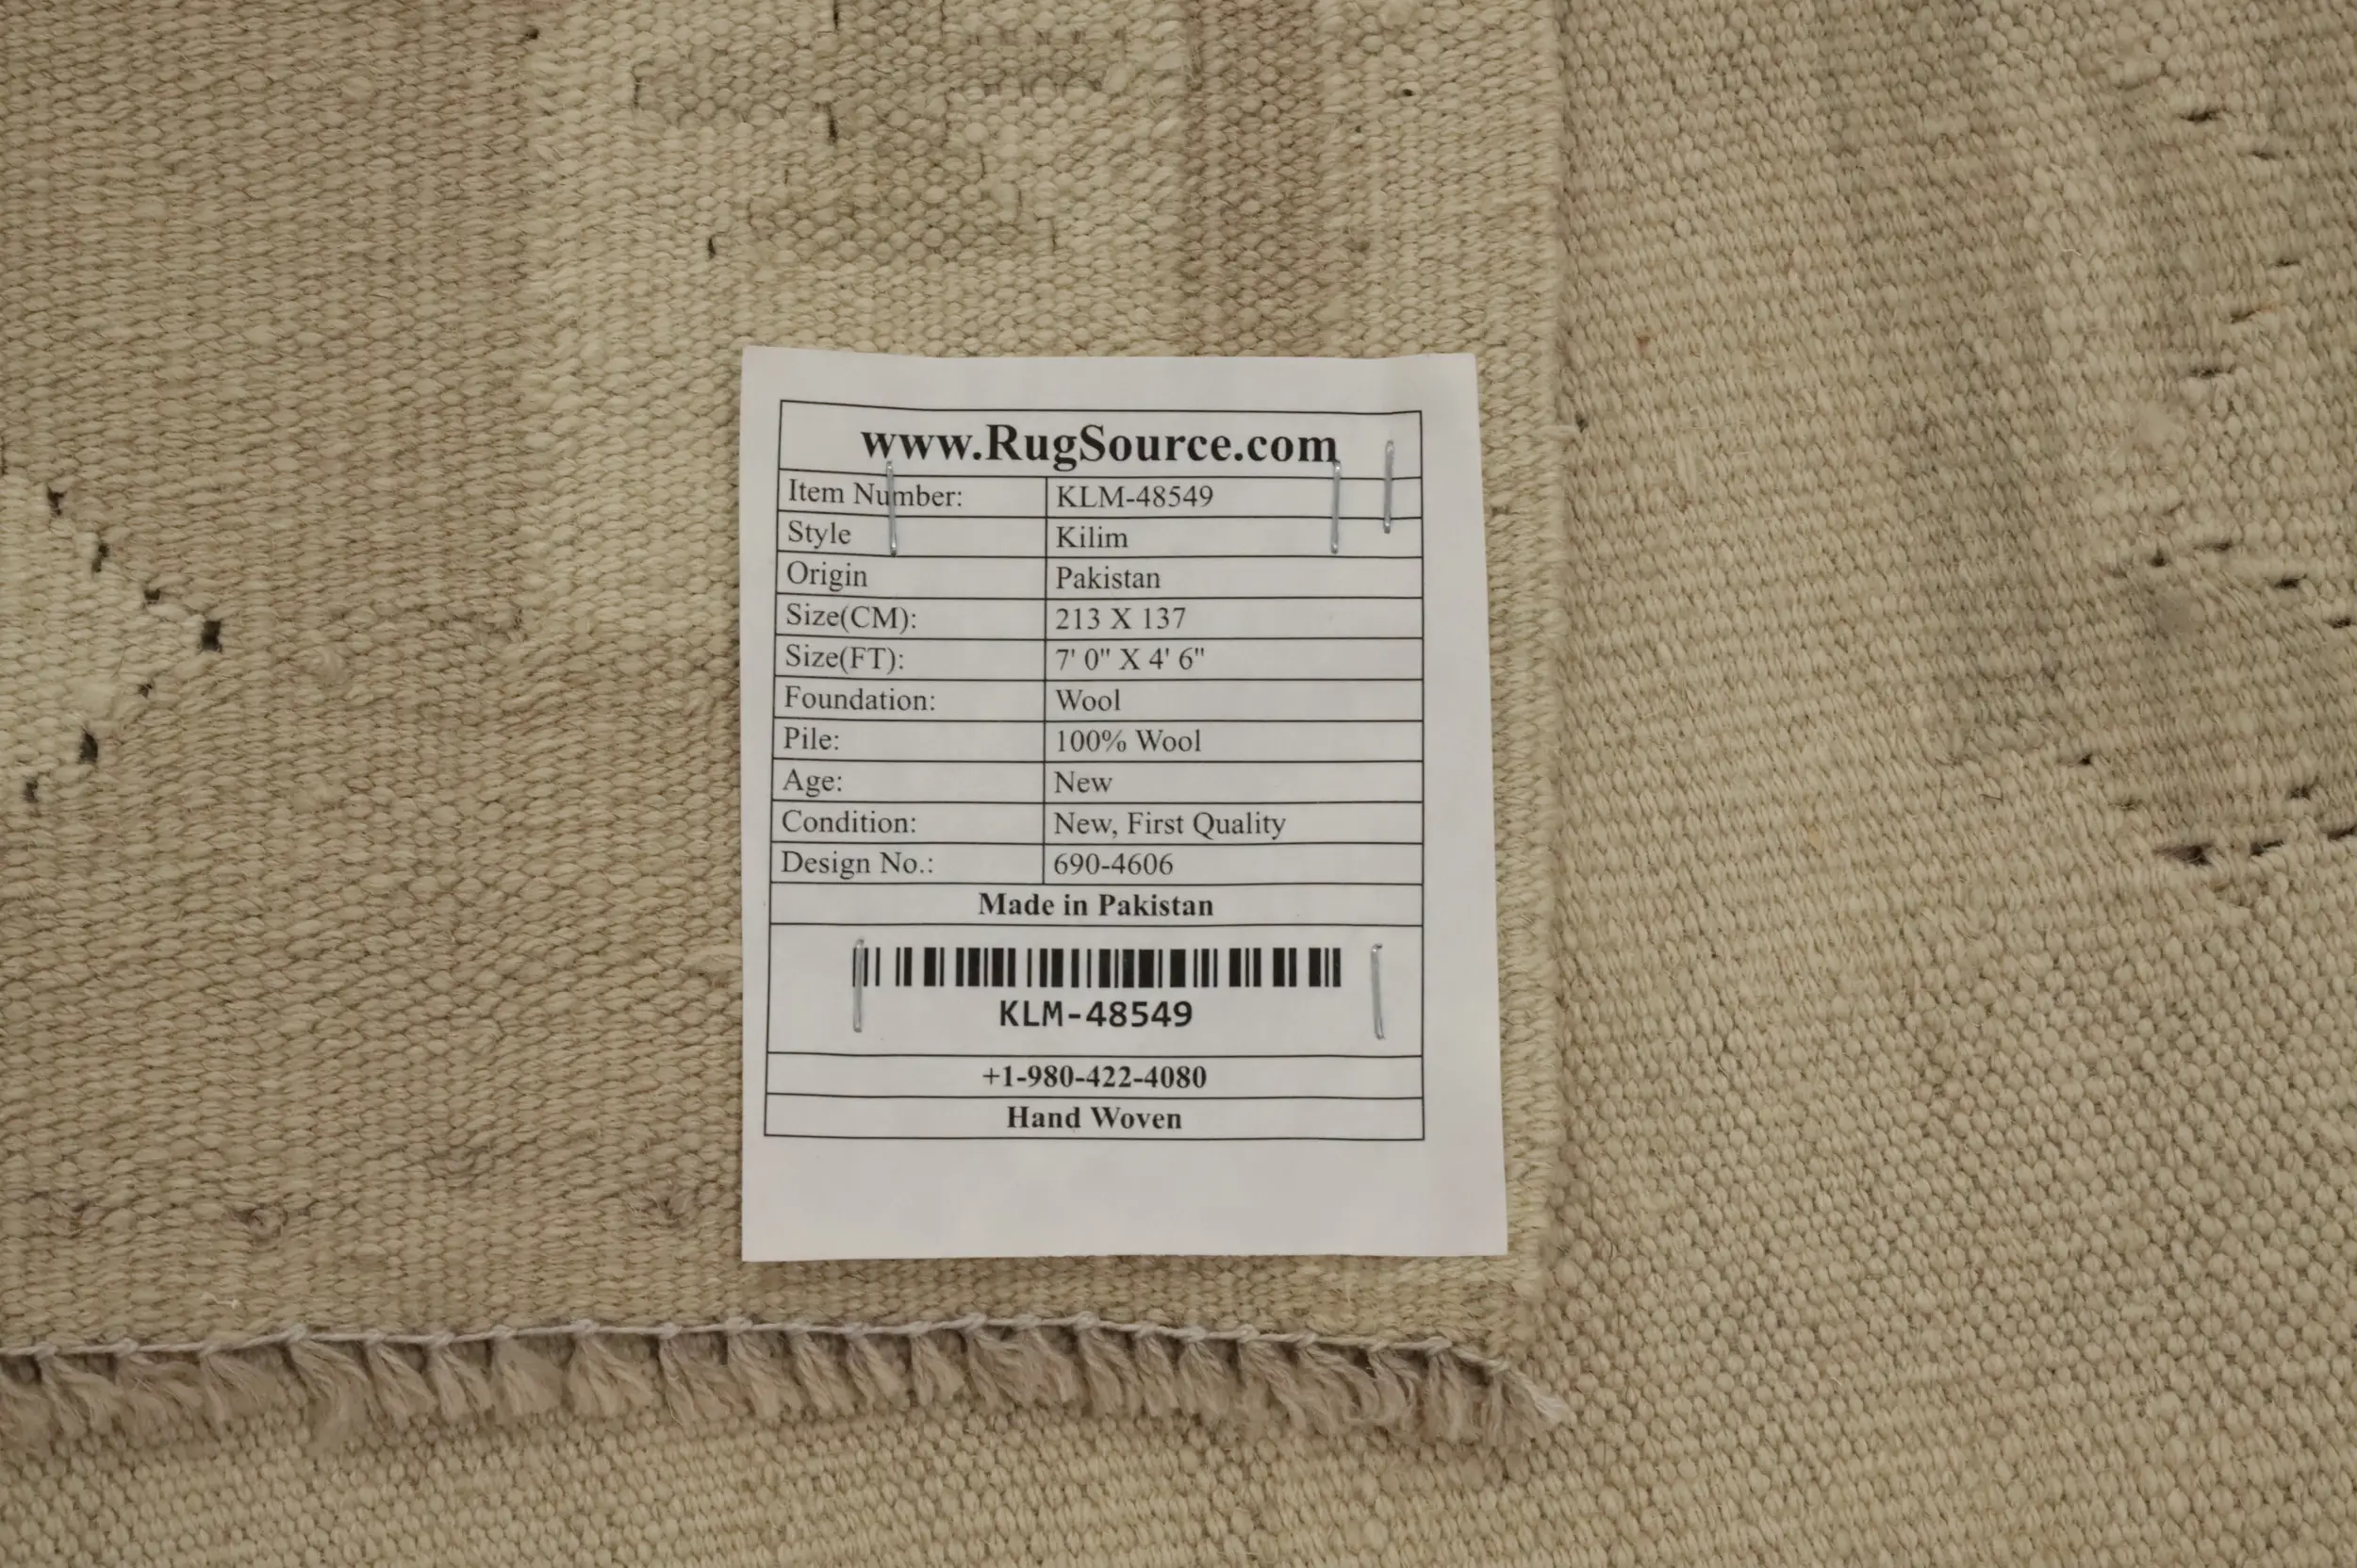 www.RugSource.com
Item Number: KLM-48549
Style Kilim
Origin Pakistan
Size(CM): 213 X 137
Size(FT): 7' 0" X 4' 6"
Foundation: Wool
Pile: 100% Wool
Age: New
Condition: New, First Quality
Design No.: 690-4606
Made in Pakistan
KLM-48549
+1-980-422-4080
Hand Woven